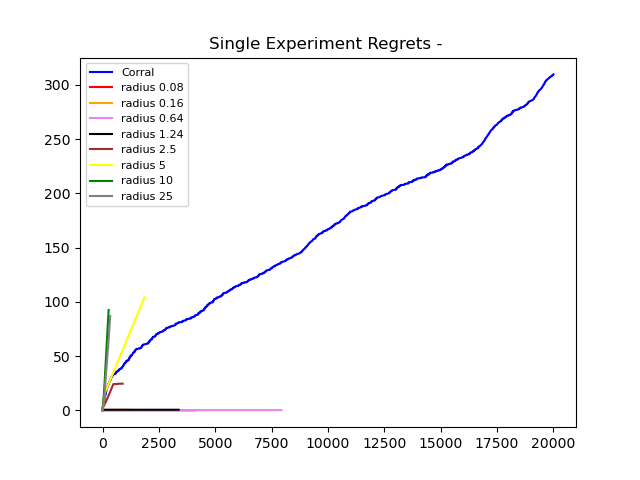 Single Experiment Regrets -
Corral
radius 0.08
radius 0.16
radius 0.64
radius 1.24
radius 2.5
radius 5
radius 10
radius 25
300
250
200
150
100
50
0
0 2500 5000 7500 10000 12500 15000 17500 20000